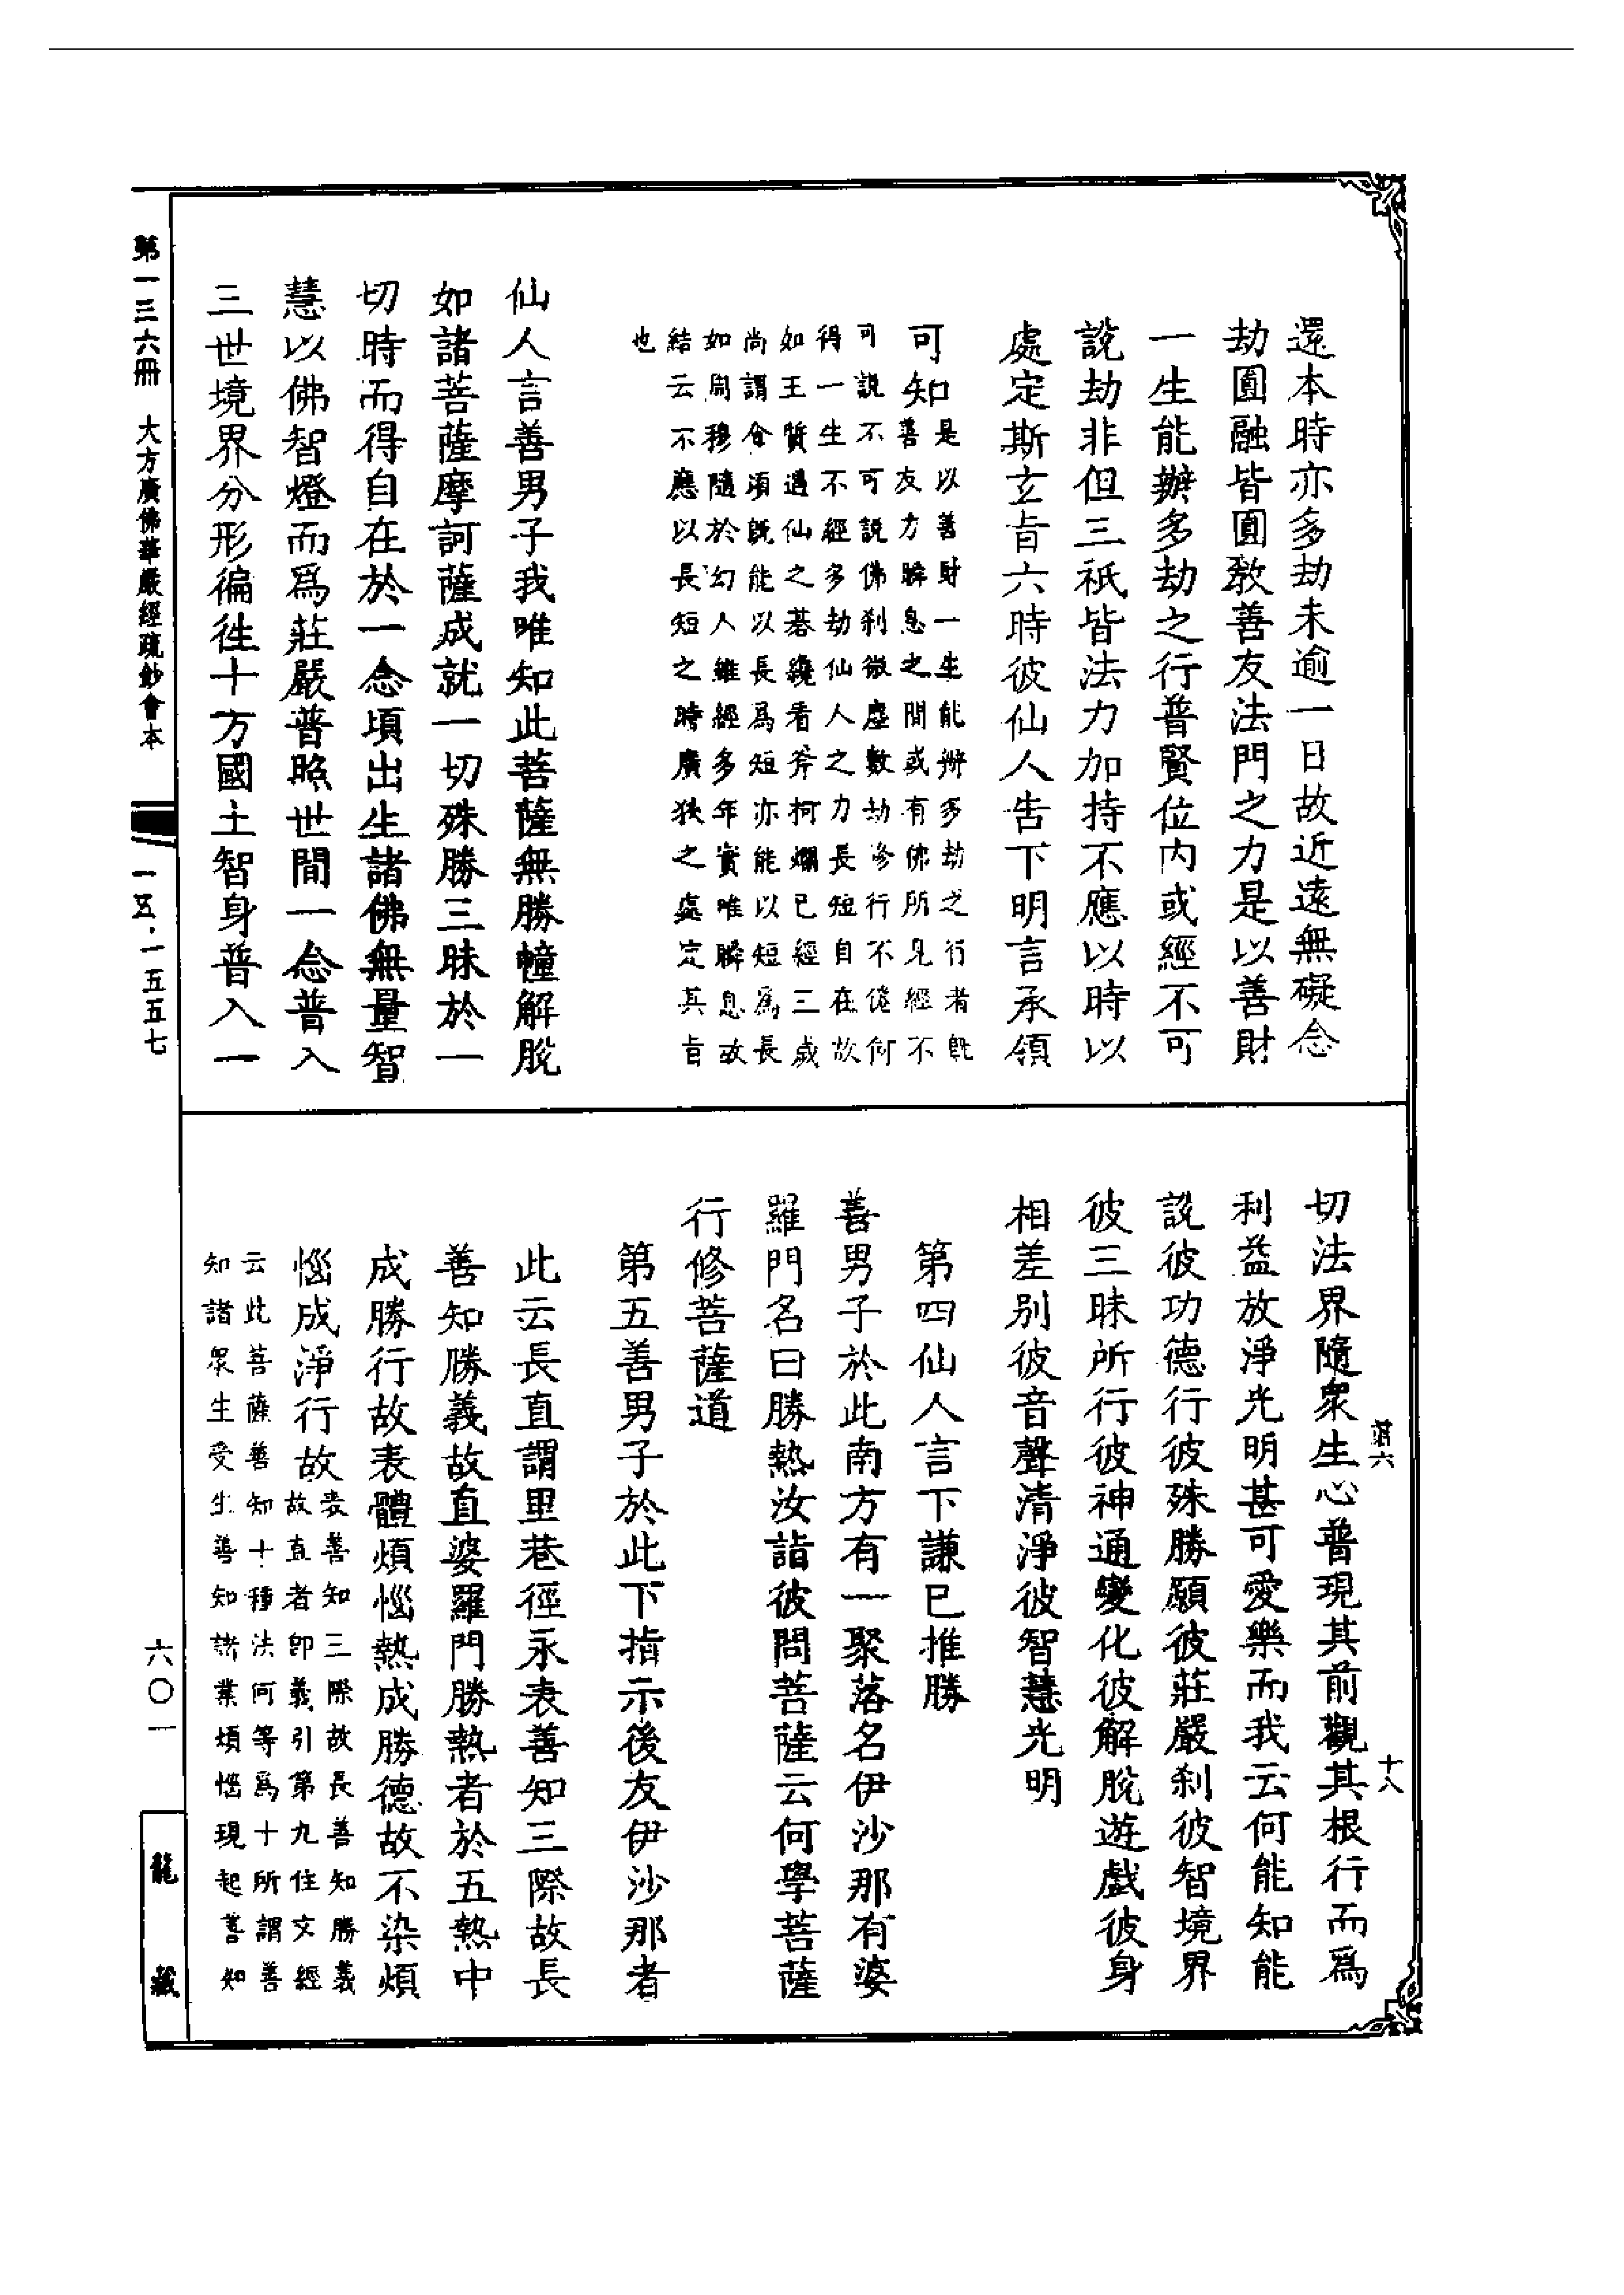 還本時亦多劫未逾一日故近遠無礙念
劫圓融皆圓教善友法門之力是以善財
一生能辦多劫之行普賢位內或經不可
說劫非但三祇皆法力加持不應以時以
處定斯玄旨六時彼仙人告下明言承領
可知是以善財一生能辦多劫之行者既
善友方瞬息之間或有佛所見經不
可說不可說佛剎微塵數劫修行不倦何
得一生不經多劫仙人之力長短自在故
如王質遇仙之碁纔看斧柯爛已經三歲
尚謂食頃既能以長為短亦能以短為長
如周穆隨於幻人雖經多年實唯瞬息故
結云不應以長短之時廣狹之處定其旨
也
仙人言善男子我唯知此菩薩無勝幢解脫
如諸菩薩摩訶薩成就一切殊勝三昧於一
切時而得自在於一念頃出生諸佛無量智
慧以佛智燈而爲莊嚴普照世間一念普入
三世境界分形徧往十方國土智身普入一
切法界隨眾生心普現其前觀其根行而爲
利益放淨光明甚可愛樂而我云何能知能
說彼功德行彼殊勝願彼莊嚴剎彼智境界
彼三昧所行彼神通變化彼解脫遊戲彼身
相差別彼音聲清淨彼智慧光明
第四仙人言下謙已推勝
善男子於此南方有一聚落名伊沙那有婆
羅門名曰勝熱汝詣彼問菩薩云何學菩薩
行修菩薩道
第五善男子於此下指示後友伊沙那者
此云長直謂里巷徑永表善知三際故長
善知勝義故直婆羅門勝熱者於五熱中
成勝行故表體煩惱熱成勝德故不染煩
惱成淨行故表善知三際故長善知勝義
故直者即義引第九住文經
云此菩薩善知十種法何等爲十所謂善
知諸眾生受生善知諸業煩惱現起善知
十八
第一三六冊 大方廣佛華嚴經疏鈔會本
一五·一五五七
六〇一
龍藏